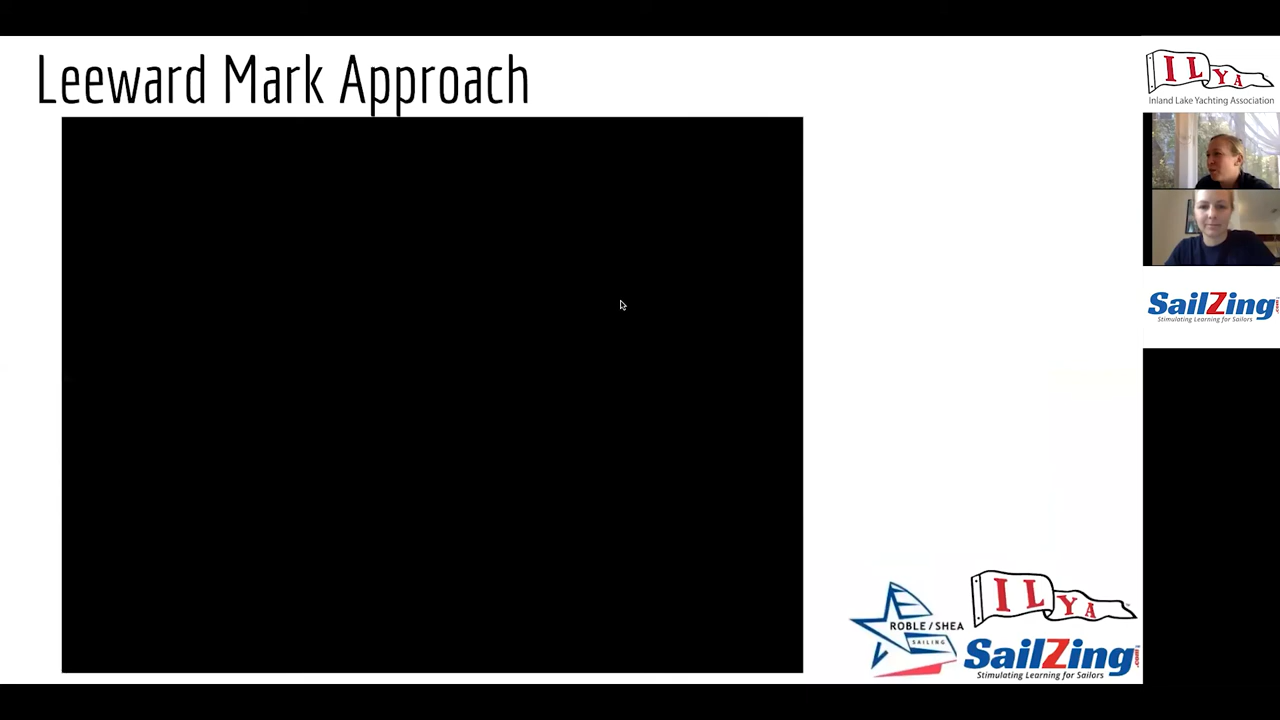 Leeward Mark Approach
ILYA
Inland Lake Yachting Association
SailZing
Stimulating Learning for Sailors
ROBLE / SHEA
SAILING
ILYA
SailZing
Stimulating Learning for Sailors